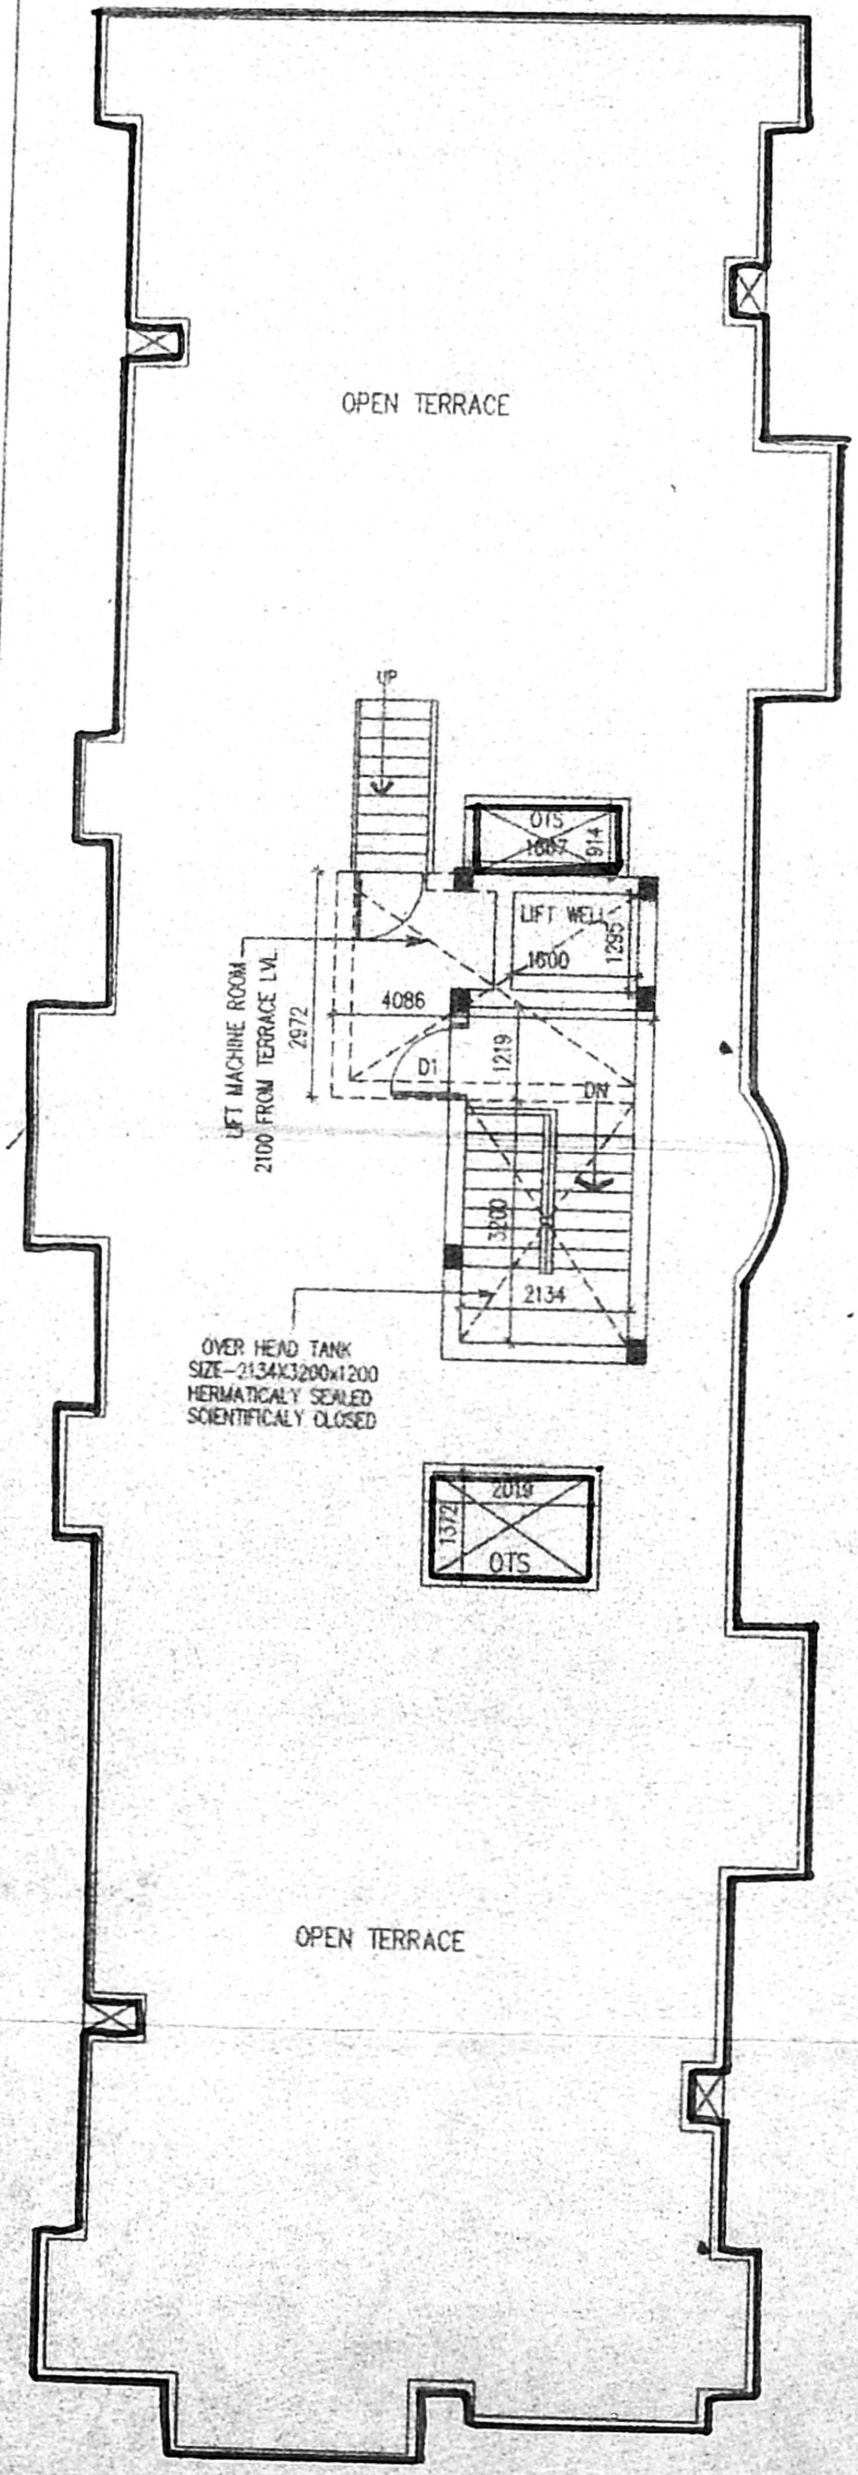 OPEN TERRACE
UP
OTS
914
LIFT WELL
1295
1600
LIFT MACHINE ROOM
2100 FROM TERRACE LVL.
2972
4086
1219
D1
DN
3200
2134
OVER HEAD TANK
SIZE-2134X3200x1200
HERMATICALY SEALED
SCIENTIFICALY CLOSED
2019
1372
OTS
OPEN TERRACE